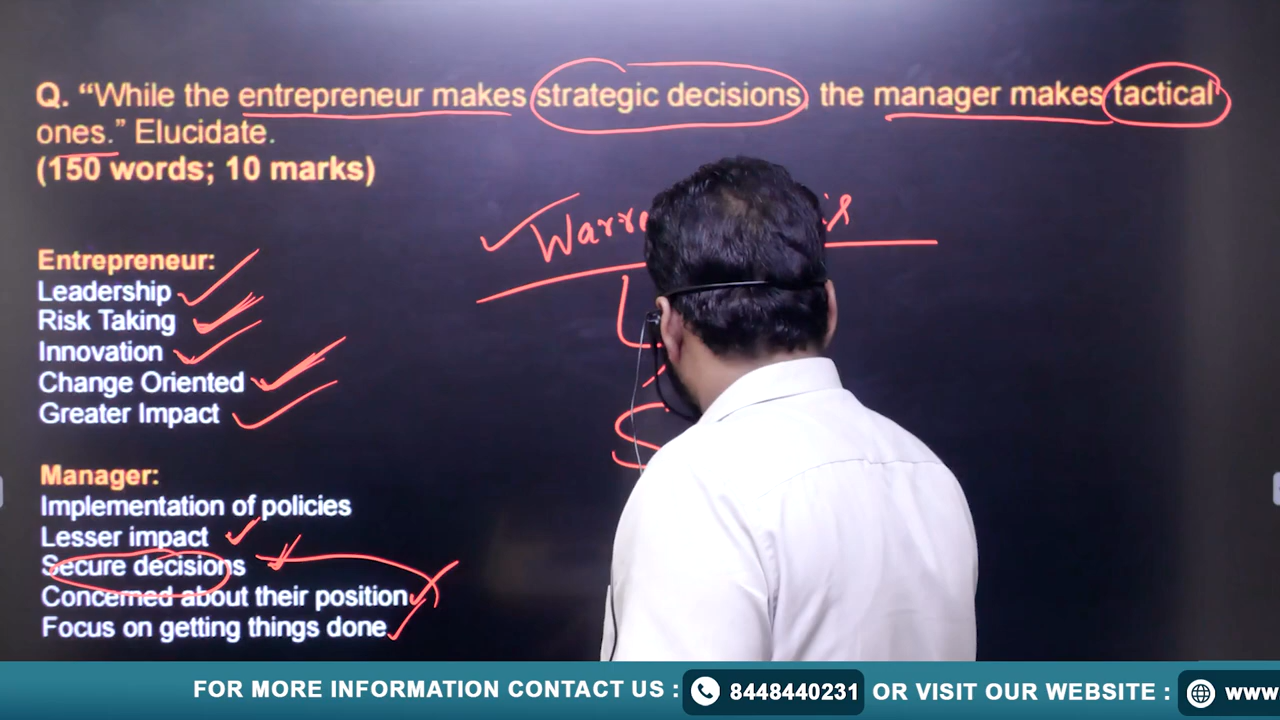 Q. “While the entrepreneur makes strategic decisions, the manager makes tactical
ones.” Elucidate.
(150 words; 10 marks)
Entrepreneur:
Leadership
Risk Taking
Innovation
Change Oriented
Greater Impact
Manager:
Implementation of policies
Lesser impact
Secure decisions
Concerned about their position
Focus on getting things done
FOR MORE INFORMATION CONTACT US : 8448440231 OR VISIT OUR WEBSITE : www